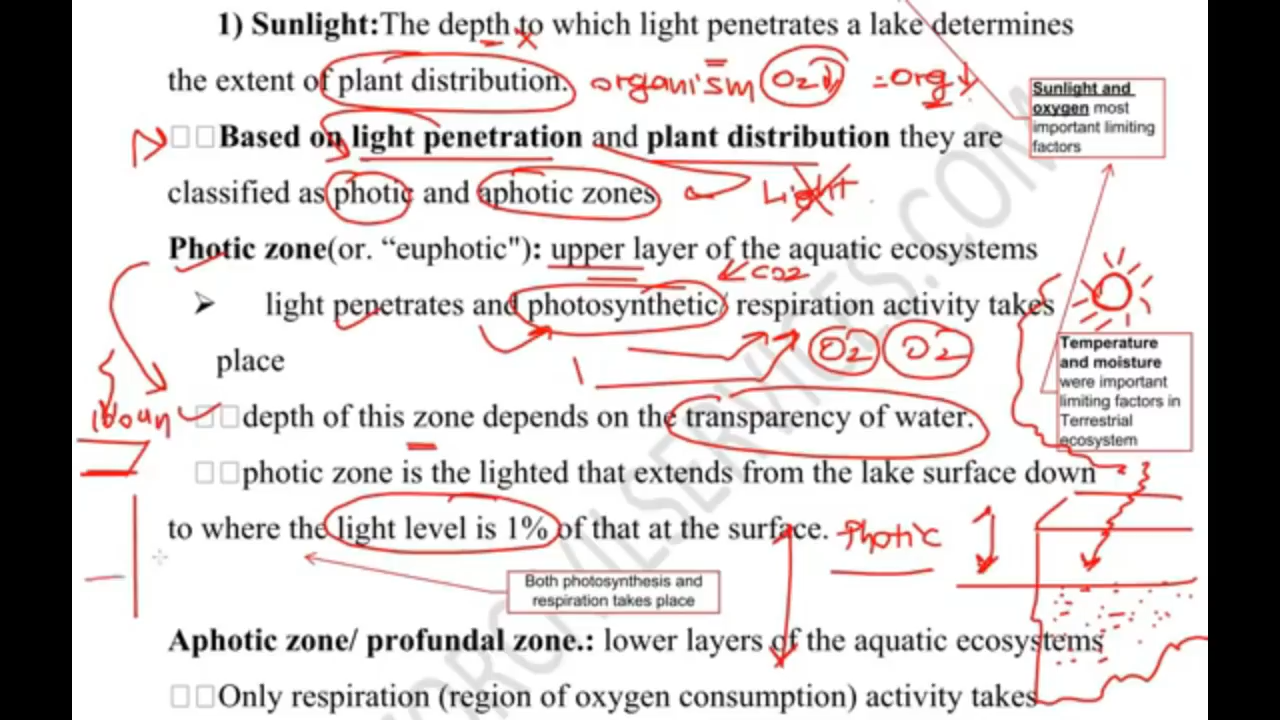 1) Sunlight:The depth to which light penetrates a lake determines
the extent of plant distribution. organism O2↓ =org↓
Sunlight and
oxygen most
important limiting
factors
Based on light penetration and plant distribution they are
classified as photic and aphotic zones Light
Photic zone(or. “euphotic"): upper layer of the aquatic ecosystems
CO2
➤ light penetrates and photosynthetic/ respiration activity takes
place
O2 O2
Temperature
and moisture
were important
limiting factors in
Terrestrial
ecosystem
depth of this zone depends on the transparency of water.
photic zone is the lighted that extends from the lake surface down
to where the light level is 1% of that at the surface. Photic
Both photosynthesis and
respiration takes place
Aphotic zone/ profundal zone.: lower layers of the aquatic ecosystems
Only respiration (region of oxygen consumption) activity takes